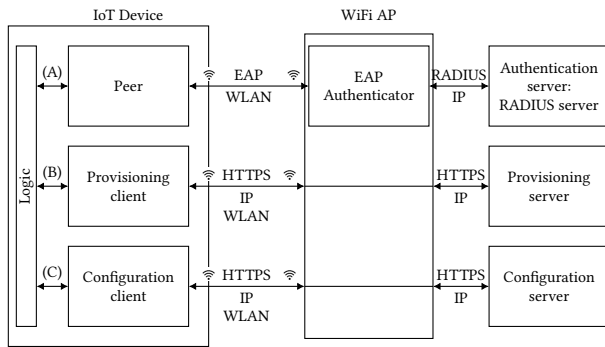 IoT Device
WiFi AP
Logic
(A)
Peer
EAP
WLAN
EAP
Authenticator
RADIUS
IP
Authentication
server:
RADIUS server
(B)
Provisioning
client
HTTPS
IP
WLAN
HTTPS
IP
Provisioning
server
(C)
Configuration
client
HTTPS
IP
WLAN
HTTPS
IP
Configuration
server